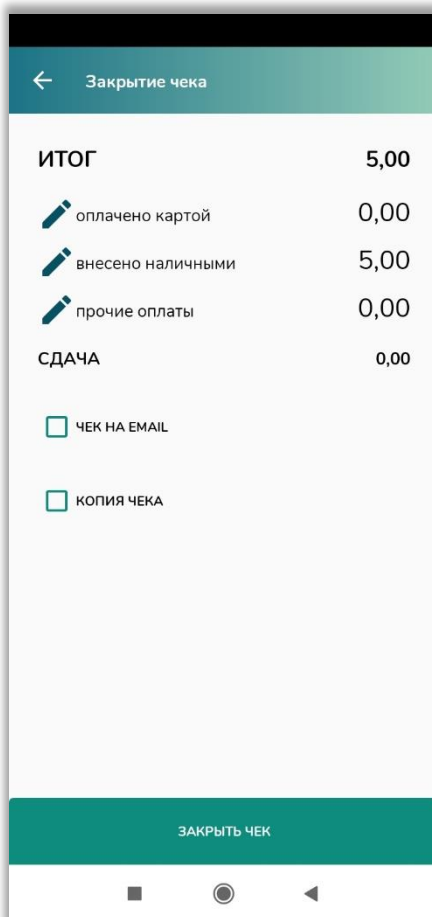 Закрытие чека
ИТОГ 5,00
оплачено картой 0,00
внесено наличными 5,00
прочие оплаты 0,00
СДАЧА 0,00
ЧЕК НА EMAIL
КОПИЯ ЧЕКА
ЗАКРЫТЬ ЧЕК